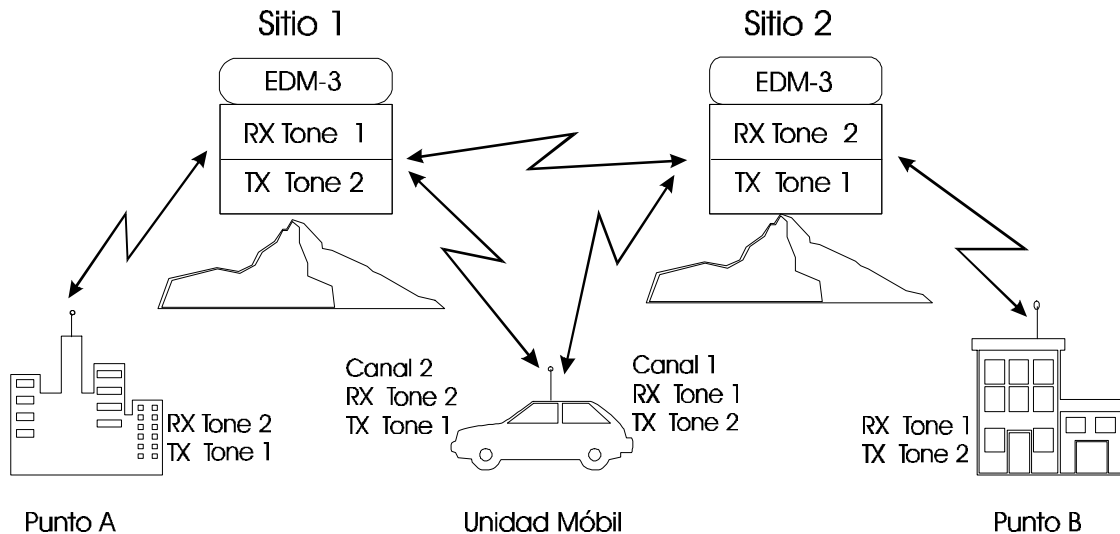 Sitio 1
EDM-3
RX Tone 1
TX Tone 2
Sitio 2
EDM-3
RX Tone 2
TX Tone 1
RX Tone 2
TX Tone 1
Punto A
Canal 2
RX Tone 2
TX Tone 1
Canal 1
RX Tone 1
TX Tone 2
Unidad Móbil
RX Tone 1
TX Tone 2
Punto B